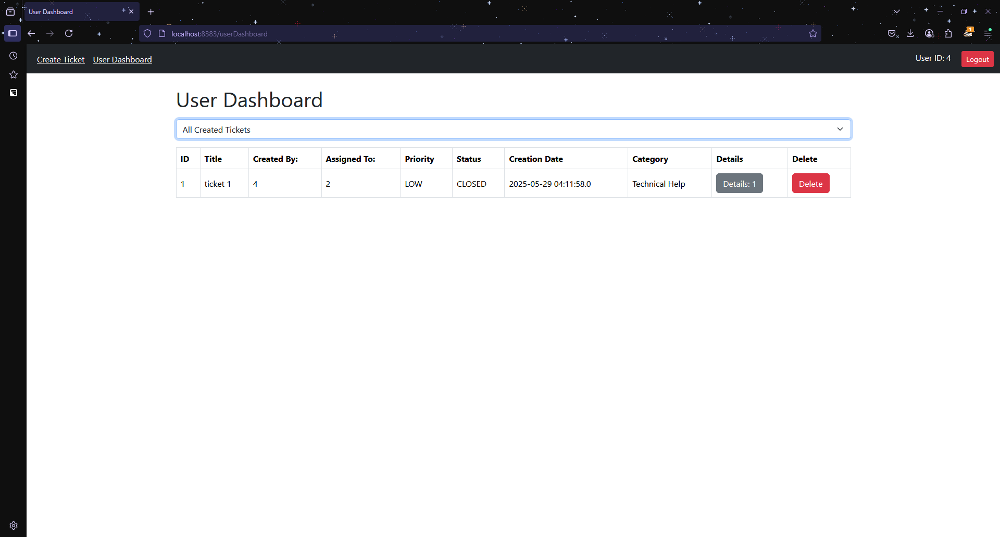 User Dashboard
localhost:8383/userDashboard
1
Create Ticket User Dashboard User ID: 4 Logout
User Dashboard
All Created Tickets
ID Title Created By: Assigned To: Priority Status Creation Date Category Details Delete
1 ticket 1 4 2 LOW CLOSED 2025-05-29 04:11:58.0 Technical Help Details: 1 Delete